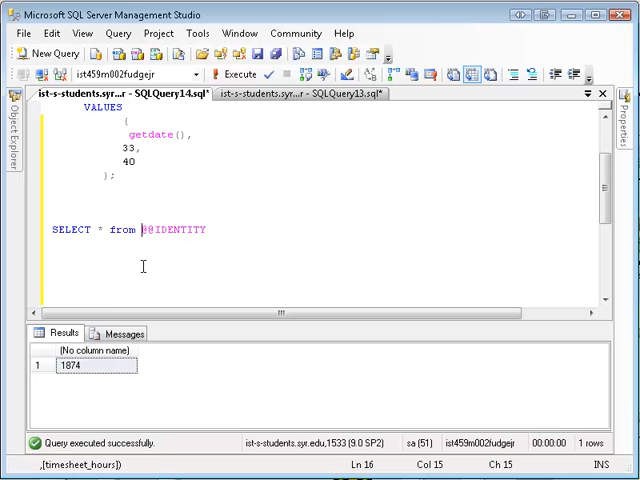 Microsoft SQL Server Management Studio
File Edit View Query Project Tools Window Community Help
New Query
ist459m002fudgejr Execute
ist-s-students.syr...r - SQLQuery14.sql* ist-s-students.syr...r - SQLQuery13.sql*
Object Explorer
Properties
VALUES
(
getdate(),
33,
40
);
SELECT * from @@IDENTITY
Results Messages
(No column name)
1 1874
Query executed successfully. ist-s-students.syr.edu,1533 (9.0 SP2) sa (51) ist459m002fudgejr 00:00:00 1 rows
,[timesheet_hours]) Ln 16 Col 15 Ch 15 INS